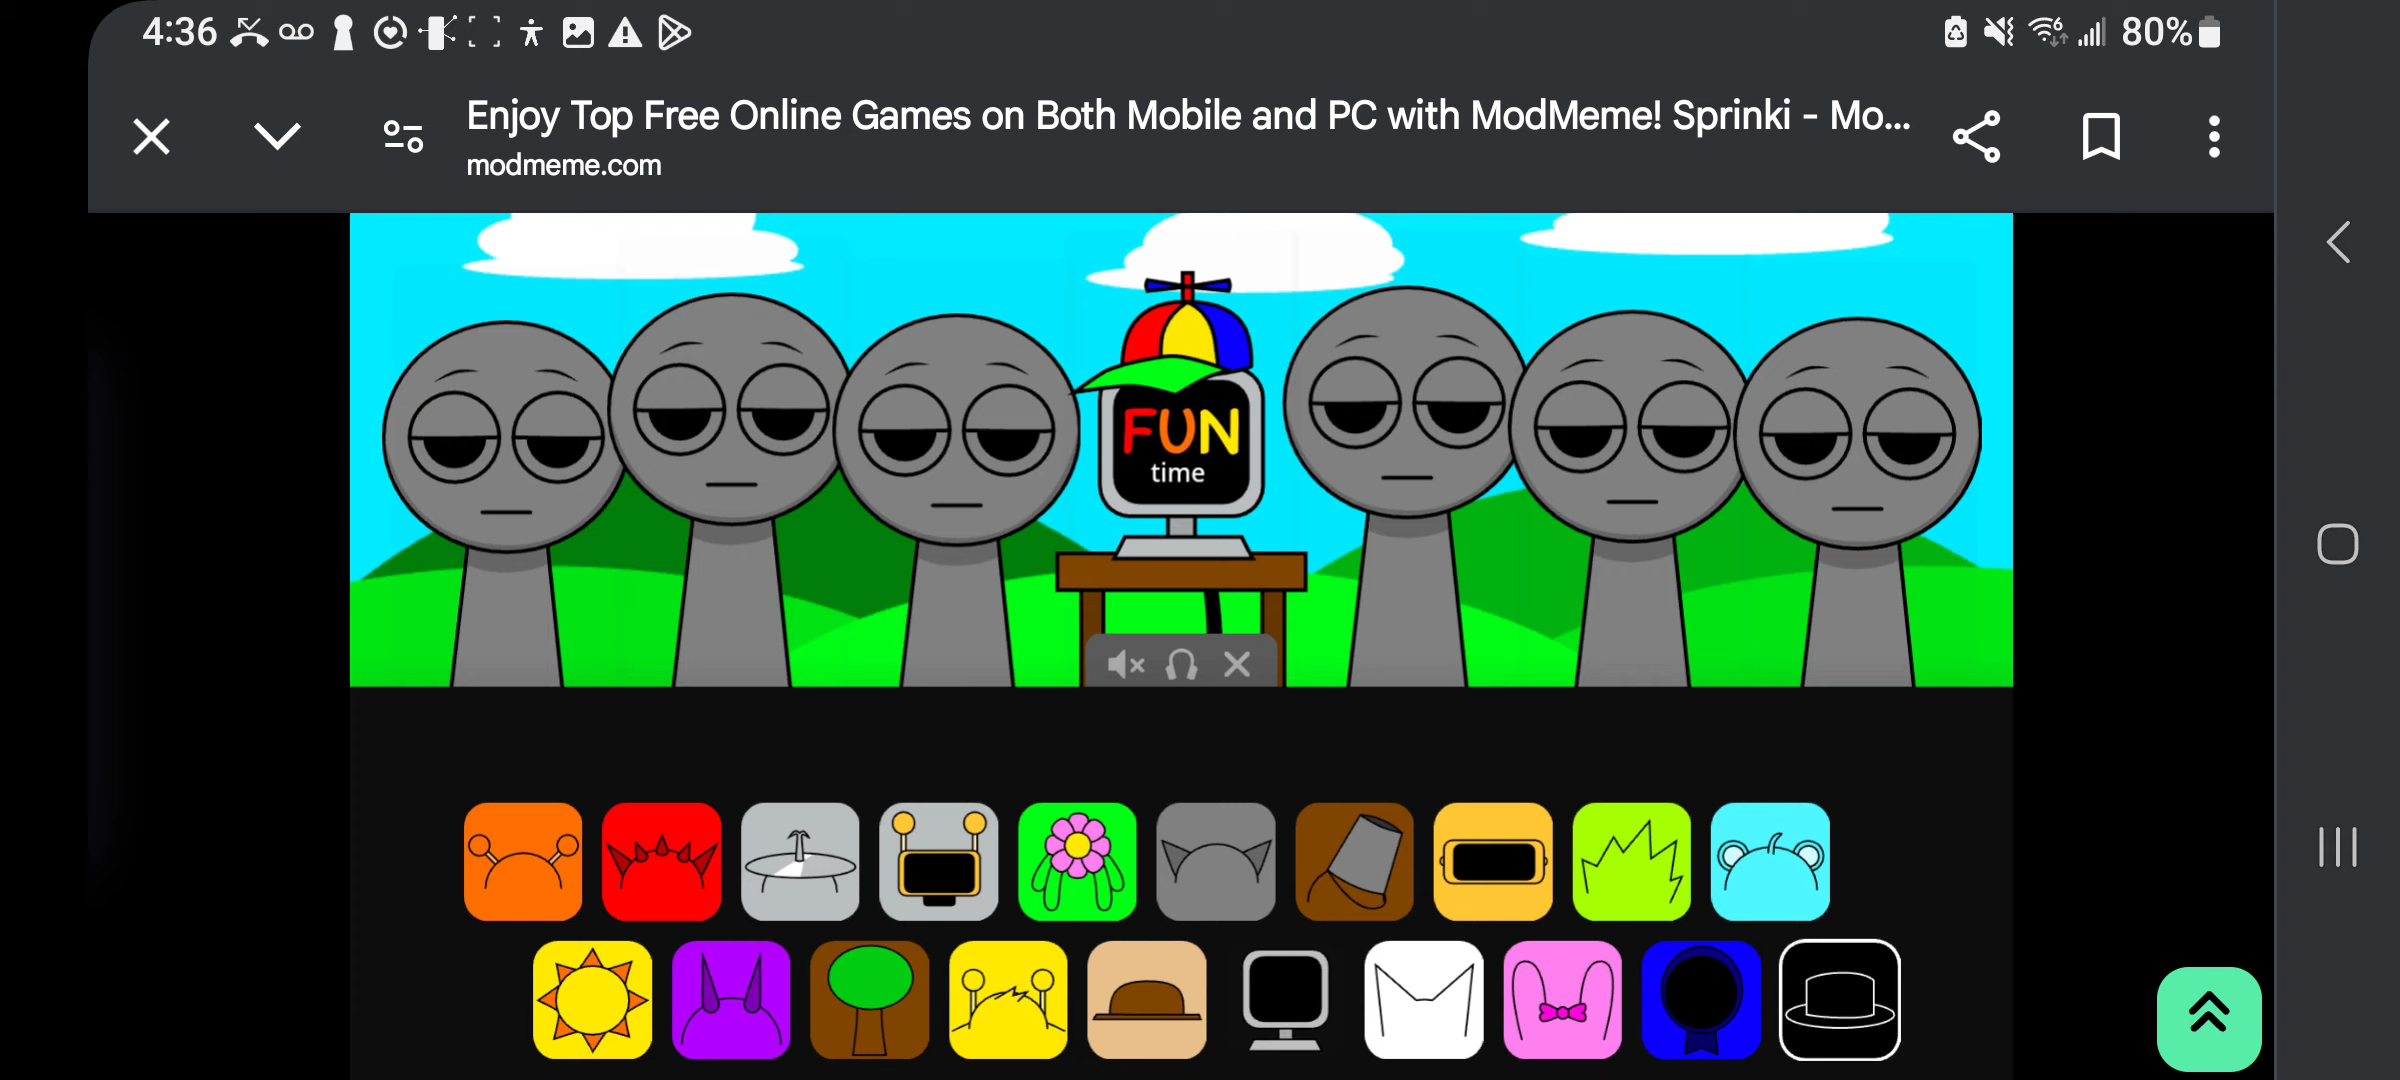 4:36
80%
Enjoy Top Free Online Games on Both Mobile and PC with ModMeme! Sprinki - Mo...
modmeme.com
FUN
time